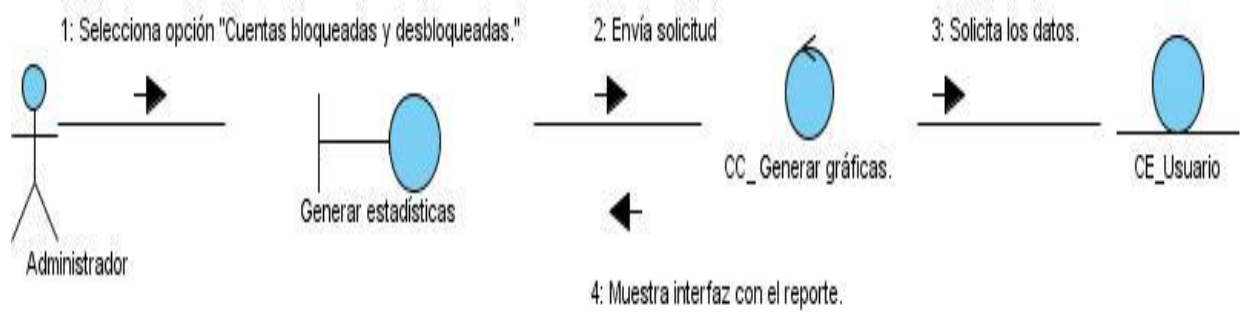 1: Selecciona opción "Cuentas bloqueadas y desbloqueadas."
2: Envía solicitud
3: Solicita los datos.
Administrador
Generar estadísticas
CC_ Generar gráficas.
CE_Usuario
4: Muestra interfaz con el reporte.